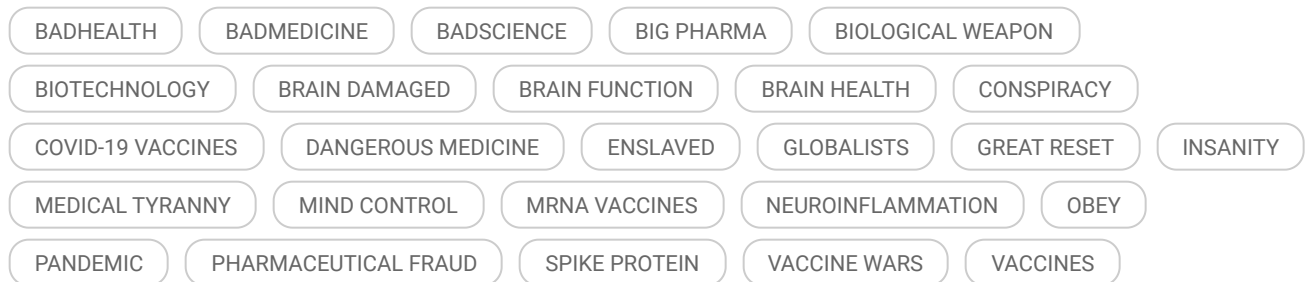 BADHEALTH BADMEDICINE BADSCIENCE BIG PHARMA BIOLOGICAL WEAPON
BIOTECHNOLOGY BRAIN DAMAGED BRAIN FUNCTION BRAIN HEALTH CONSPIRACY
COVID-19 VACCINES DANGEROUS MEDICINE ENSLAVED GLOBALISTS GREAT RESET INSANITY
MEDICAL TYRANNY MIND CONTROL MRNA VACCINES NEUROINFLAMMATION OBEY
PANDEMIC PHARMACEUTICAL FRAUD SPIKE PROTEIN VACCINE WARS VACCINES